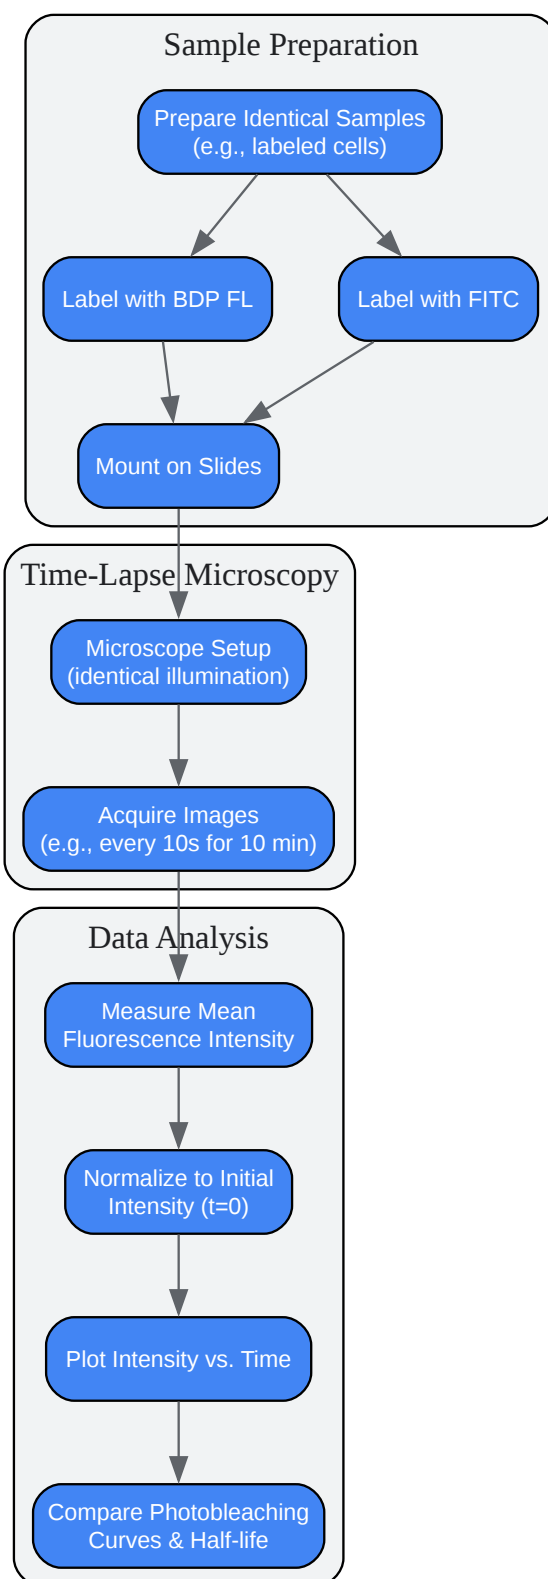 Sample Preparation
Prepare Identical Samples
(e.g., labeled cells)
Label with BDP FL
Label with FITC
Mount on Slides
Time-Lapse Microscopy
Microscope Setup
(identical illumination)
Acquire Images
(e.g., every 10s for 10 min)
Data Analysis
Measure Mean
Fluorescence Intensity
Normalize to Initial
Intensity (t=0)
Plot Intensity vs. Time
Compare Photobleaching
Curves & Half-life